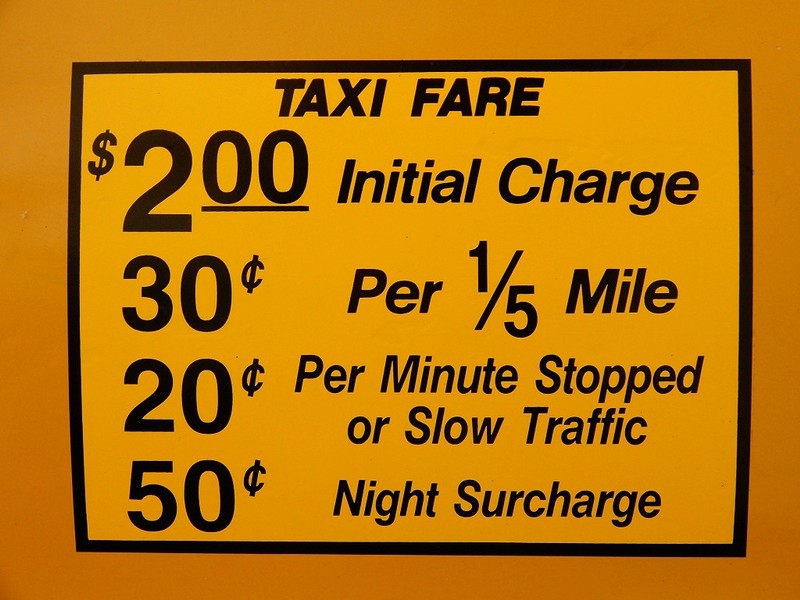 TAXI FARE
$2.00 Initial Charge
30¢ Per 1/5 Mile
20¢ Per Minute Stopped
or Slow Traffic
50¢ Night Surcharge